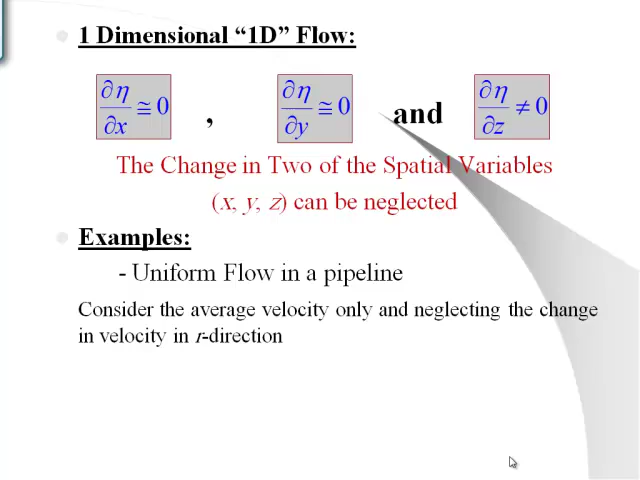 1 Dimensional “1D” Flow:
∂η/∂x ≅ 0 , ∂η/∂y ≅ 0 and ∂η/∂z ≠ 0
The Change in Two of the Spatial Variables
(x, y, z) can be neglected
Examples:
- Uniform Flow in a pipeline
Consider the average velocity only and neglecting the change
in velocity in r-direction